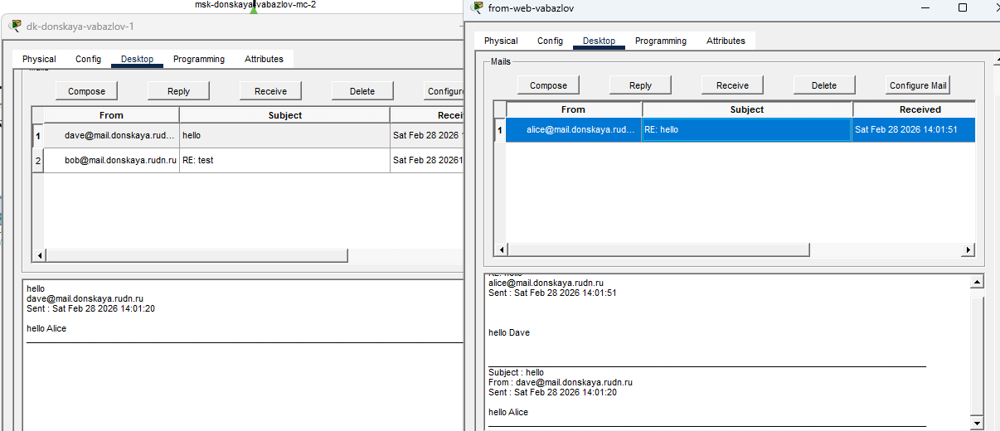 msk-donskaya-vabazlov-mc-2
dk-donskaya-vabazlov-1
Physical Config Desktop Programming Attributes
Mails
Compose Reply Receive Delete Configur
From Subject Recei
1 dave@mail.donskaya.rud... hello Sat Feb 28 2026 1
2 bob@mail.donskaya.rudn.ru RE: test Sat Feb 28 20261
hello
dave@mail.donskaya.rudn.ru
Sent : Sat Feb 28 2026 14:01:20
hello Alice
from-web-vabazlov
Physical Config Desktop Programming Attributes
Mails
Compose Reply Receive Delete Configure Mail
From Subject Received
1 alice@mail.donskaya.rud... RE: hello Sat Feb 28 2026 14:01:51
RE: hello
alice@mail.donskaya.rudn.ru
Sent : Sat Feb 28 2026 14:01:51
hello Dave
Subject : hello
From : dave@mail.donskaya.rudn.ru
Sent : Sat Feb 28 2026 14:01:20
hello Alice